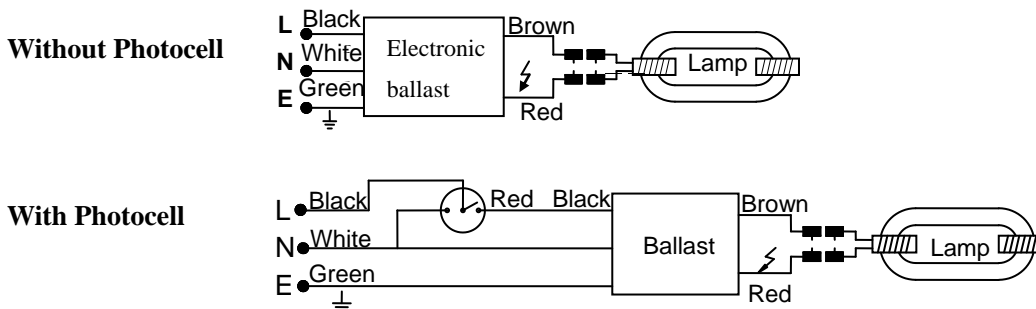 Without Photocell
L Black
N White
E Green
Electronic
ballast
Brown
Red
Lamp
With Photocell
L Black
N White
E Green
Red Black
Ballast
Brown
Red
Lamp